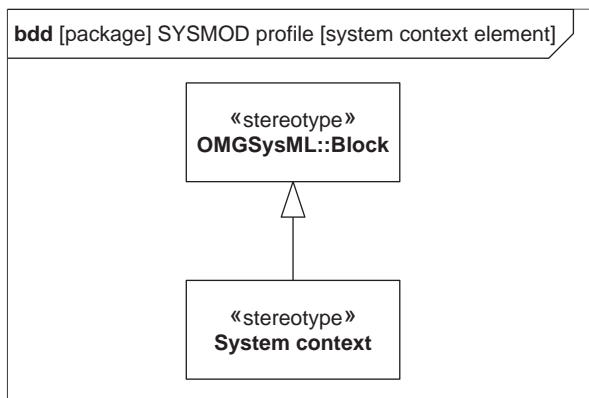 bdd [package] SYSMOD profile [system context element]
«stereotype»
OMGSysML::Block
«stereotype»
System context